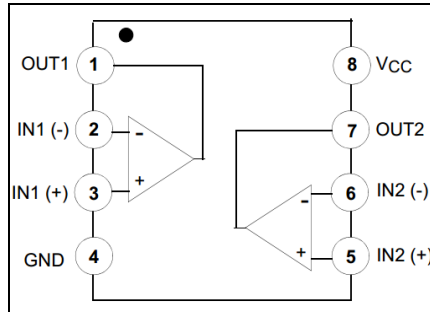 OUT1 1
8 VCC
IN1 (-) 2 -
7 OUT2
IN1 (+) 3 +
- 6 IN2 (-)
GND 4
+ 5 IN2 (+)